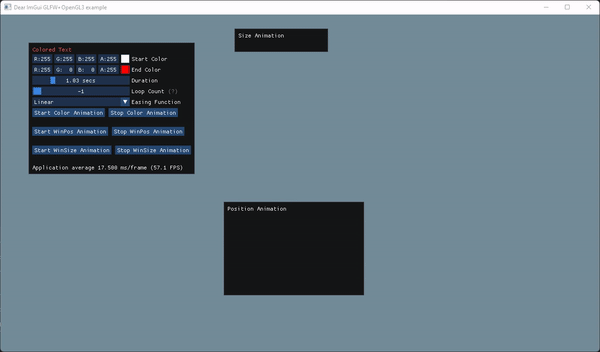 Dear ImGui GLFW+OpenGL3 example
Size Animation
Colored Text
R:255 G:255 B:255 A:255 Start Color
R:255 G: 0 B: 0 A:255 End Color
1.03 secs Duration
-1 Loop Count (?)
Linear Easing Function
Start Color Animation Stop Color Animation
Start WinPos Animation Stop WinPos Animation
Start WinSize Animation Stop WinSize Animation
Application average 17.500 ms/frame (57.1 FPS)
Position Animation